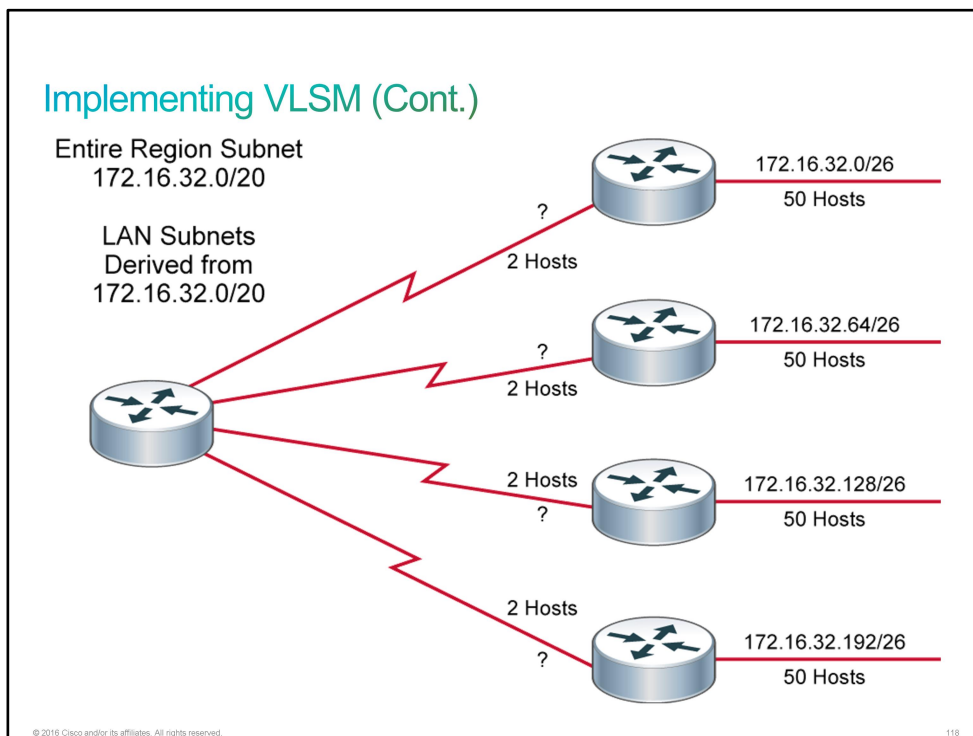 Implementing VLSM (Cont.)
Entire Region Subnet
172.16.32.0/20
LAN Subnets
Derived from
172.16.32.0/20
?
2 Hosts
172.16.32.0/26
50 Hosts
?
2 Hosts
172.16.32.64/26
50 Hosts
2 Hosts
?
172.16.32.128/26
50 Hosts
2 Hosts
?
172.16.32.192/26
50 Hosts
© 2016 Cisco and/or its affiliates. All rights reserved.
118